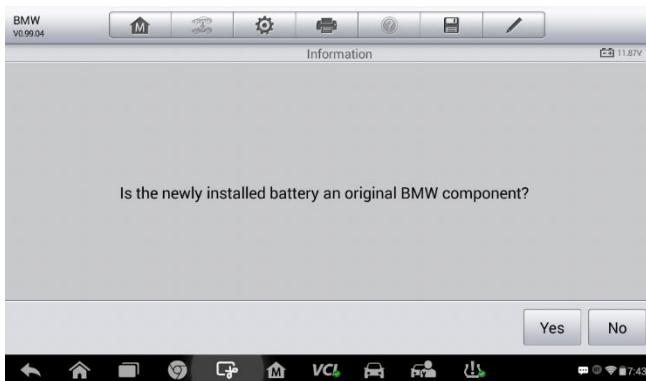 BMW
V0.99.04
M
Information
11.87V
Is the newly installed battery an original BMW component?
Yes
No
M
VCI
7:43